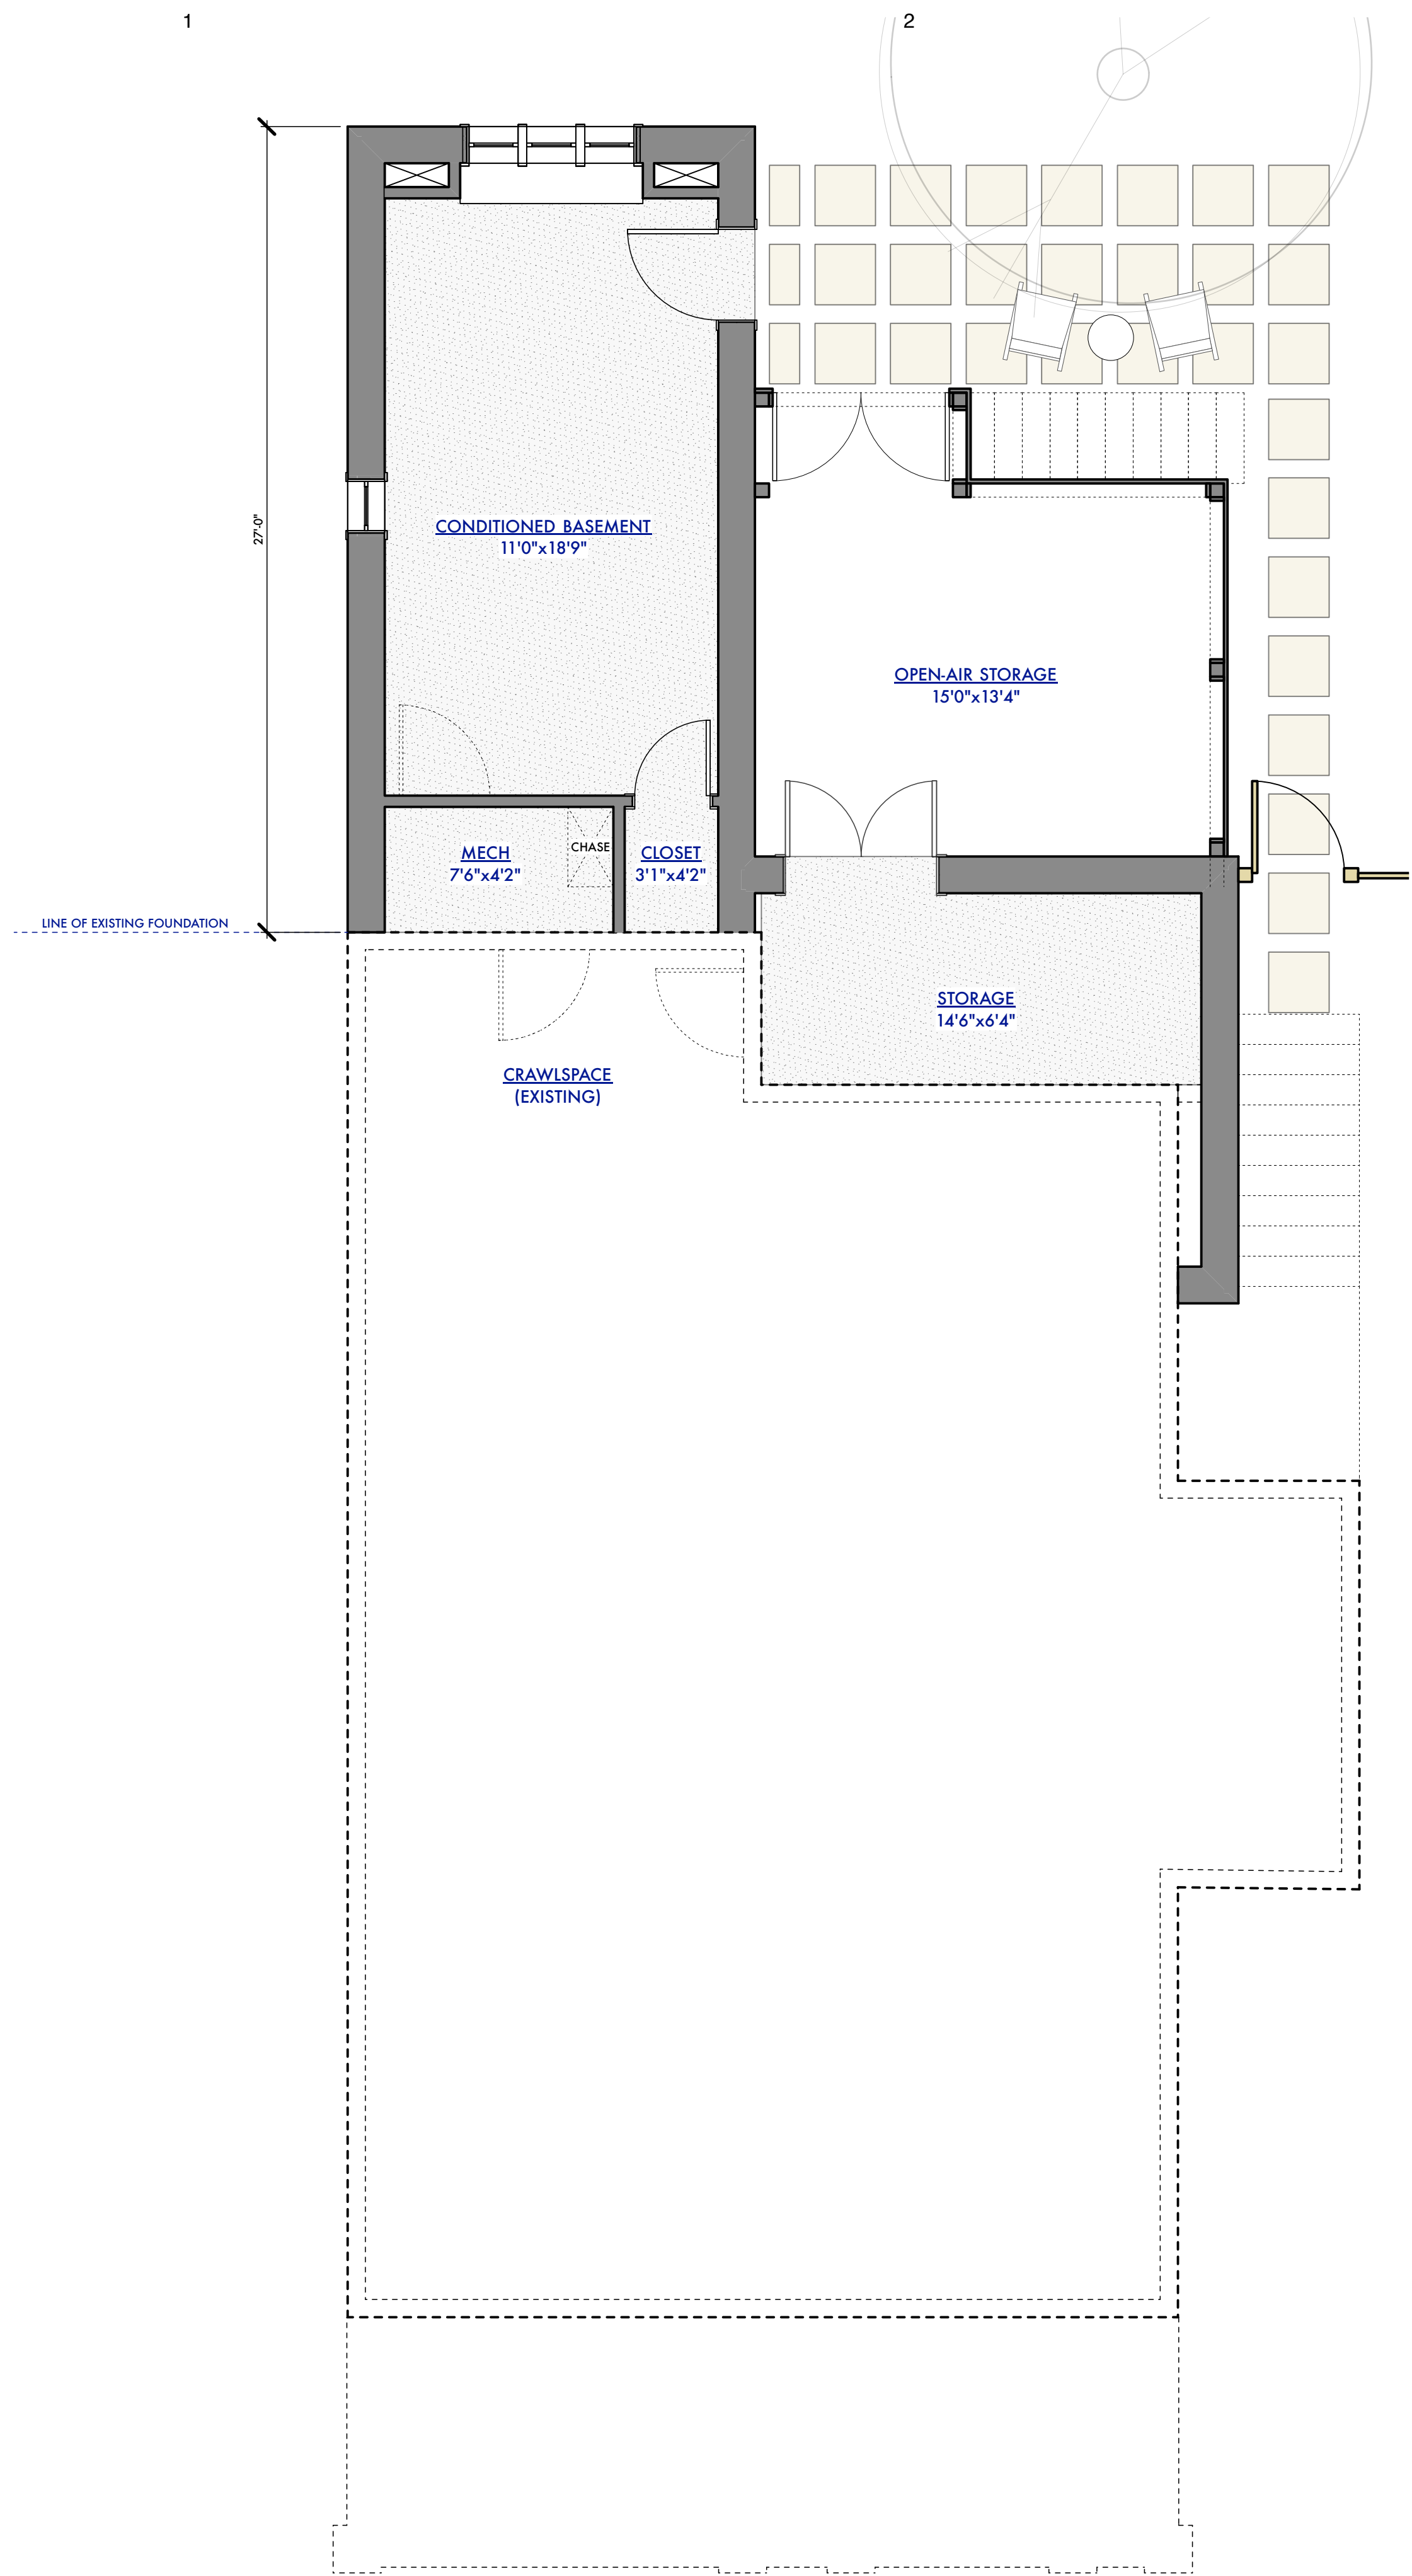 1
2
27'-0"
CONDITIONED BASEMENT
11'0"x18'9"
OPEN-AIR STORAGE
15'0"x13'4"
MECH
7'6"x4'2"
CHASE
CLOSET
3'1"x4'2"
LINE OF EXISTING FOUNDATION
STORAGE
14'6"x6'4"
CRAWLSPACE
(EXISTING)